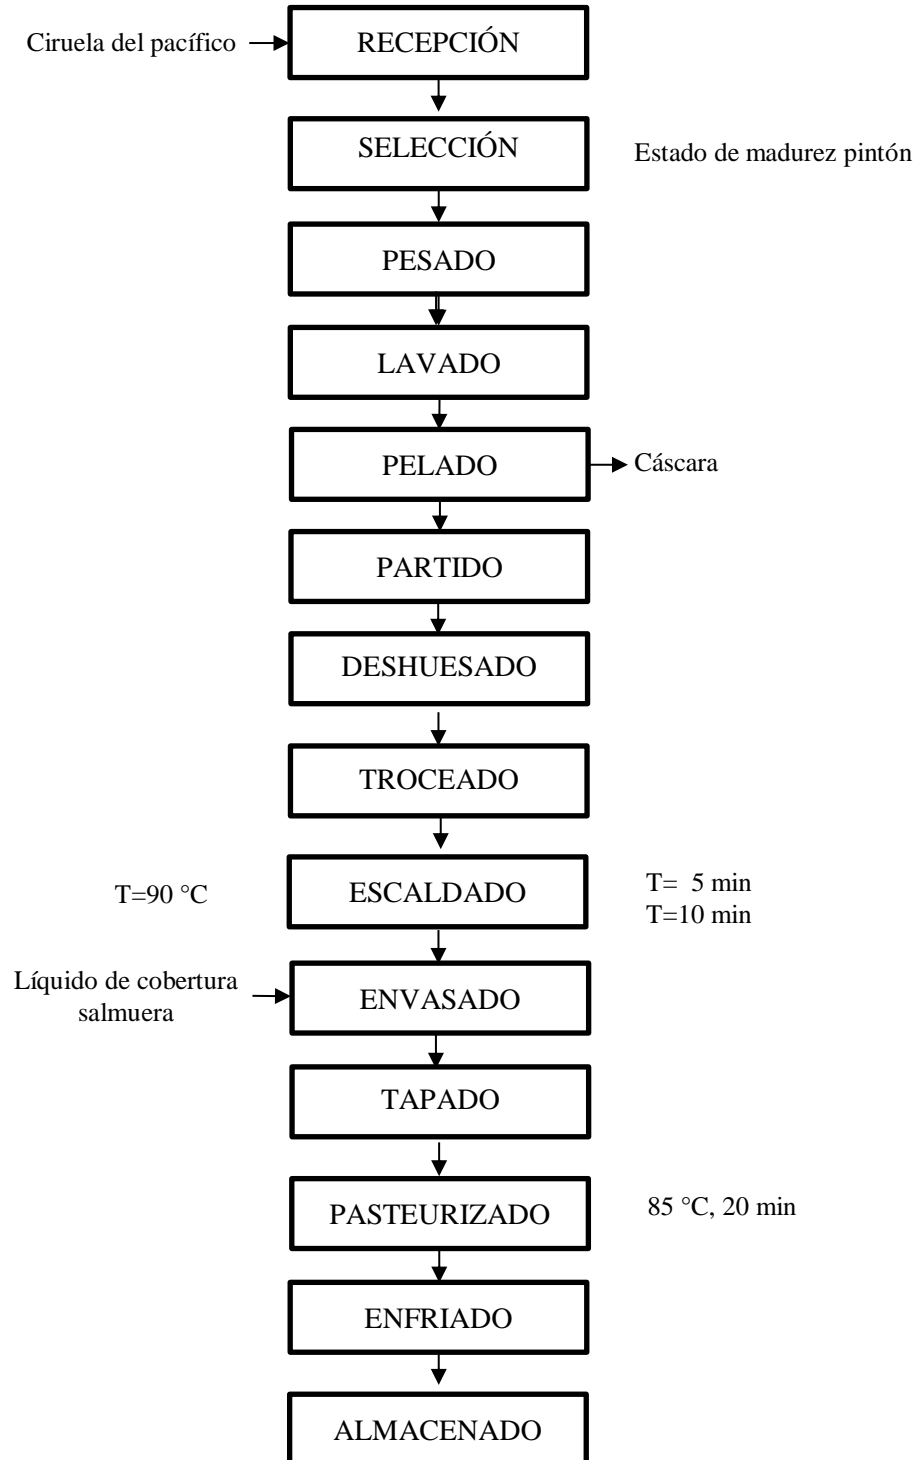 Ciruela del pacífico
RECEPCIÓN
SELECCIÓN
Estado de madurez pintón
PESADO
LAVADO
PELADO
Cáscara
PARTIDO
DESHUESADO
TROCEADO
T=90 °C
ESCALDADO
T= 5 min
T=10 min
Líquido de cobertura
salmuera
ENVASADO
TAPADO
PASTEURIZADO
85 °C, 20 min
ENFRIADO
ALMACENADO